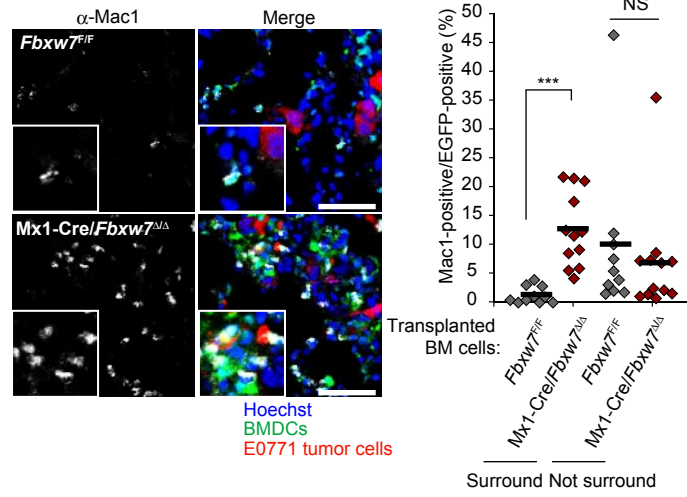 α-Mac1
Merge
Fbxw7F/F
Mx1-Cre/Fbxw7Δ/Δ
Hoechst
BMDCs
E0771 tumor cells
Mac1-positive/EGFP-positive (%)
50
45
40
35
30
25
20
15
10
5
0
***
NS
Transplanted
BM cells:
Fbxw7F/F
Mx1-Cre/Fbxw7Δ/Δ
Fbxw7F/F
Mx1-Cre/Fbxw7Δ/Δ
Surround Not surround